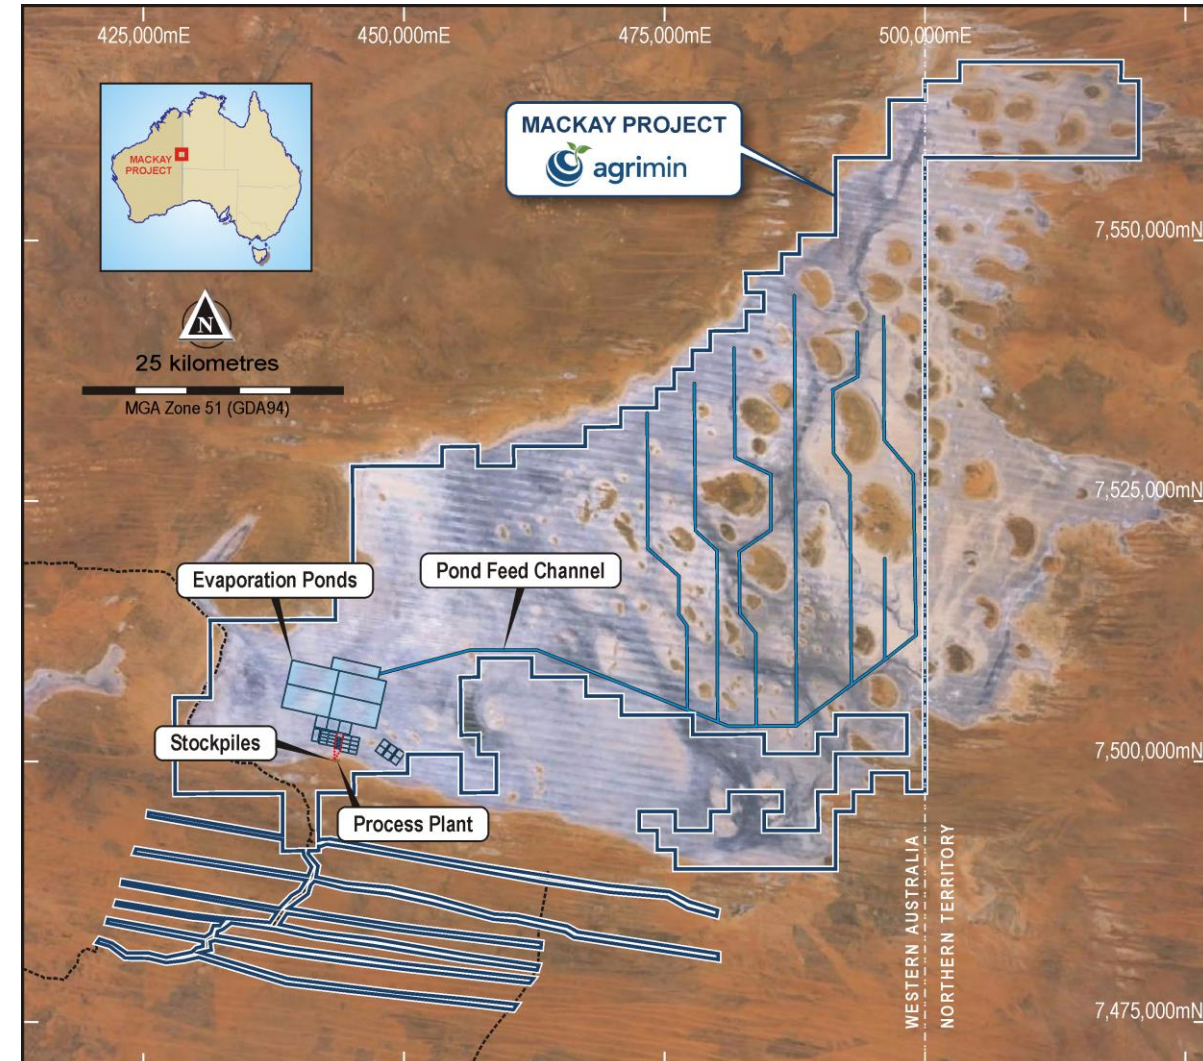 425,000mE
450,000mE
475,000mE
500,000mE
MACKAY
PROJECT
MACKAY PROJECT
agrimin
7,550,000mN
N
25 kilometres
MGA Zone 51 (GDA94)
7,525,000mN
Evaporation Ponds
Pond Feed Channel
Stockpiles
7,500,000mN
Process Plant
WESTERN AUSTRALIA
NORTHERN TERRITORY
7,475,000mN